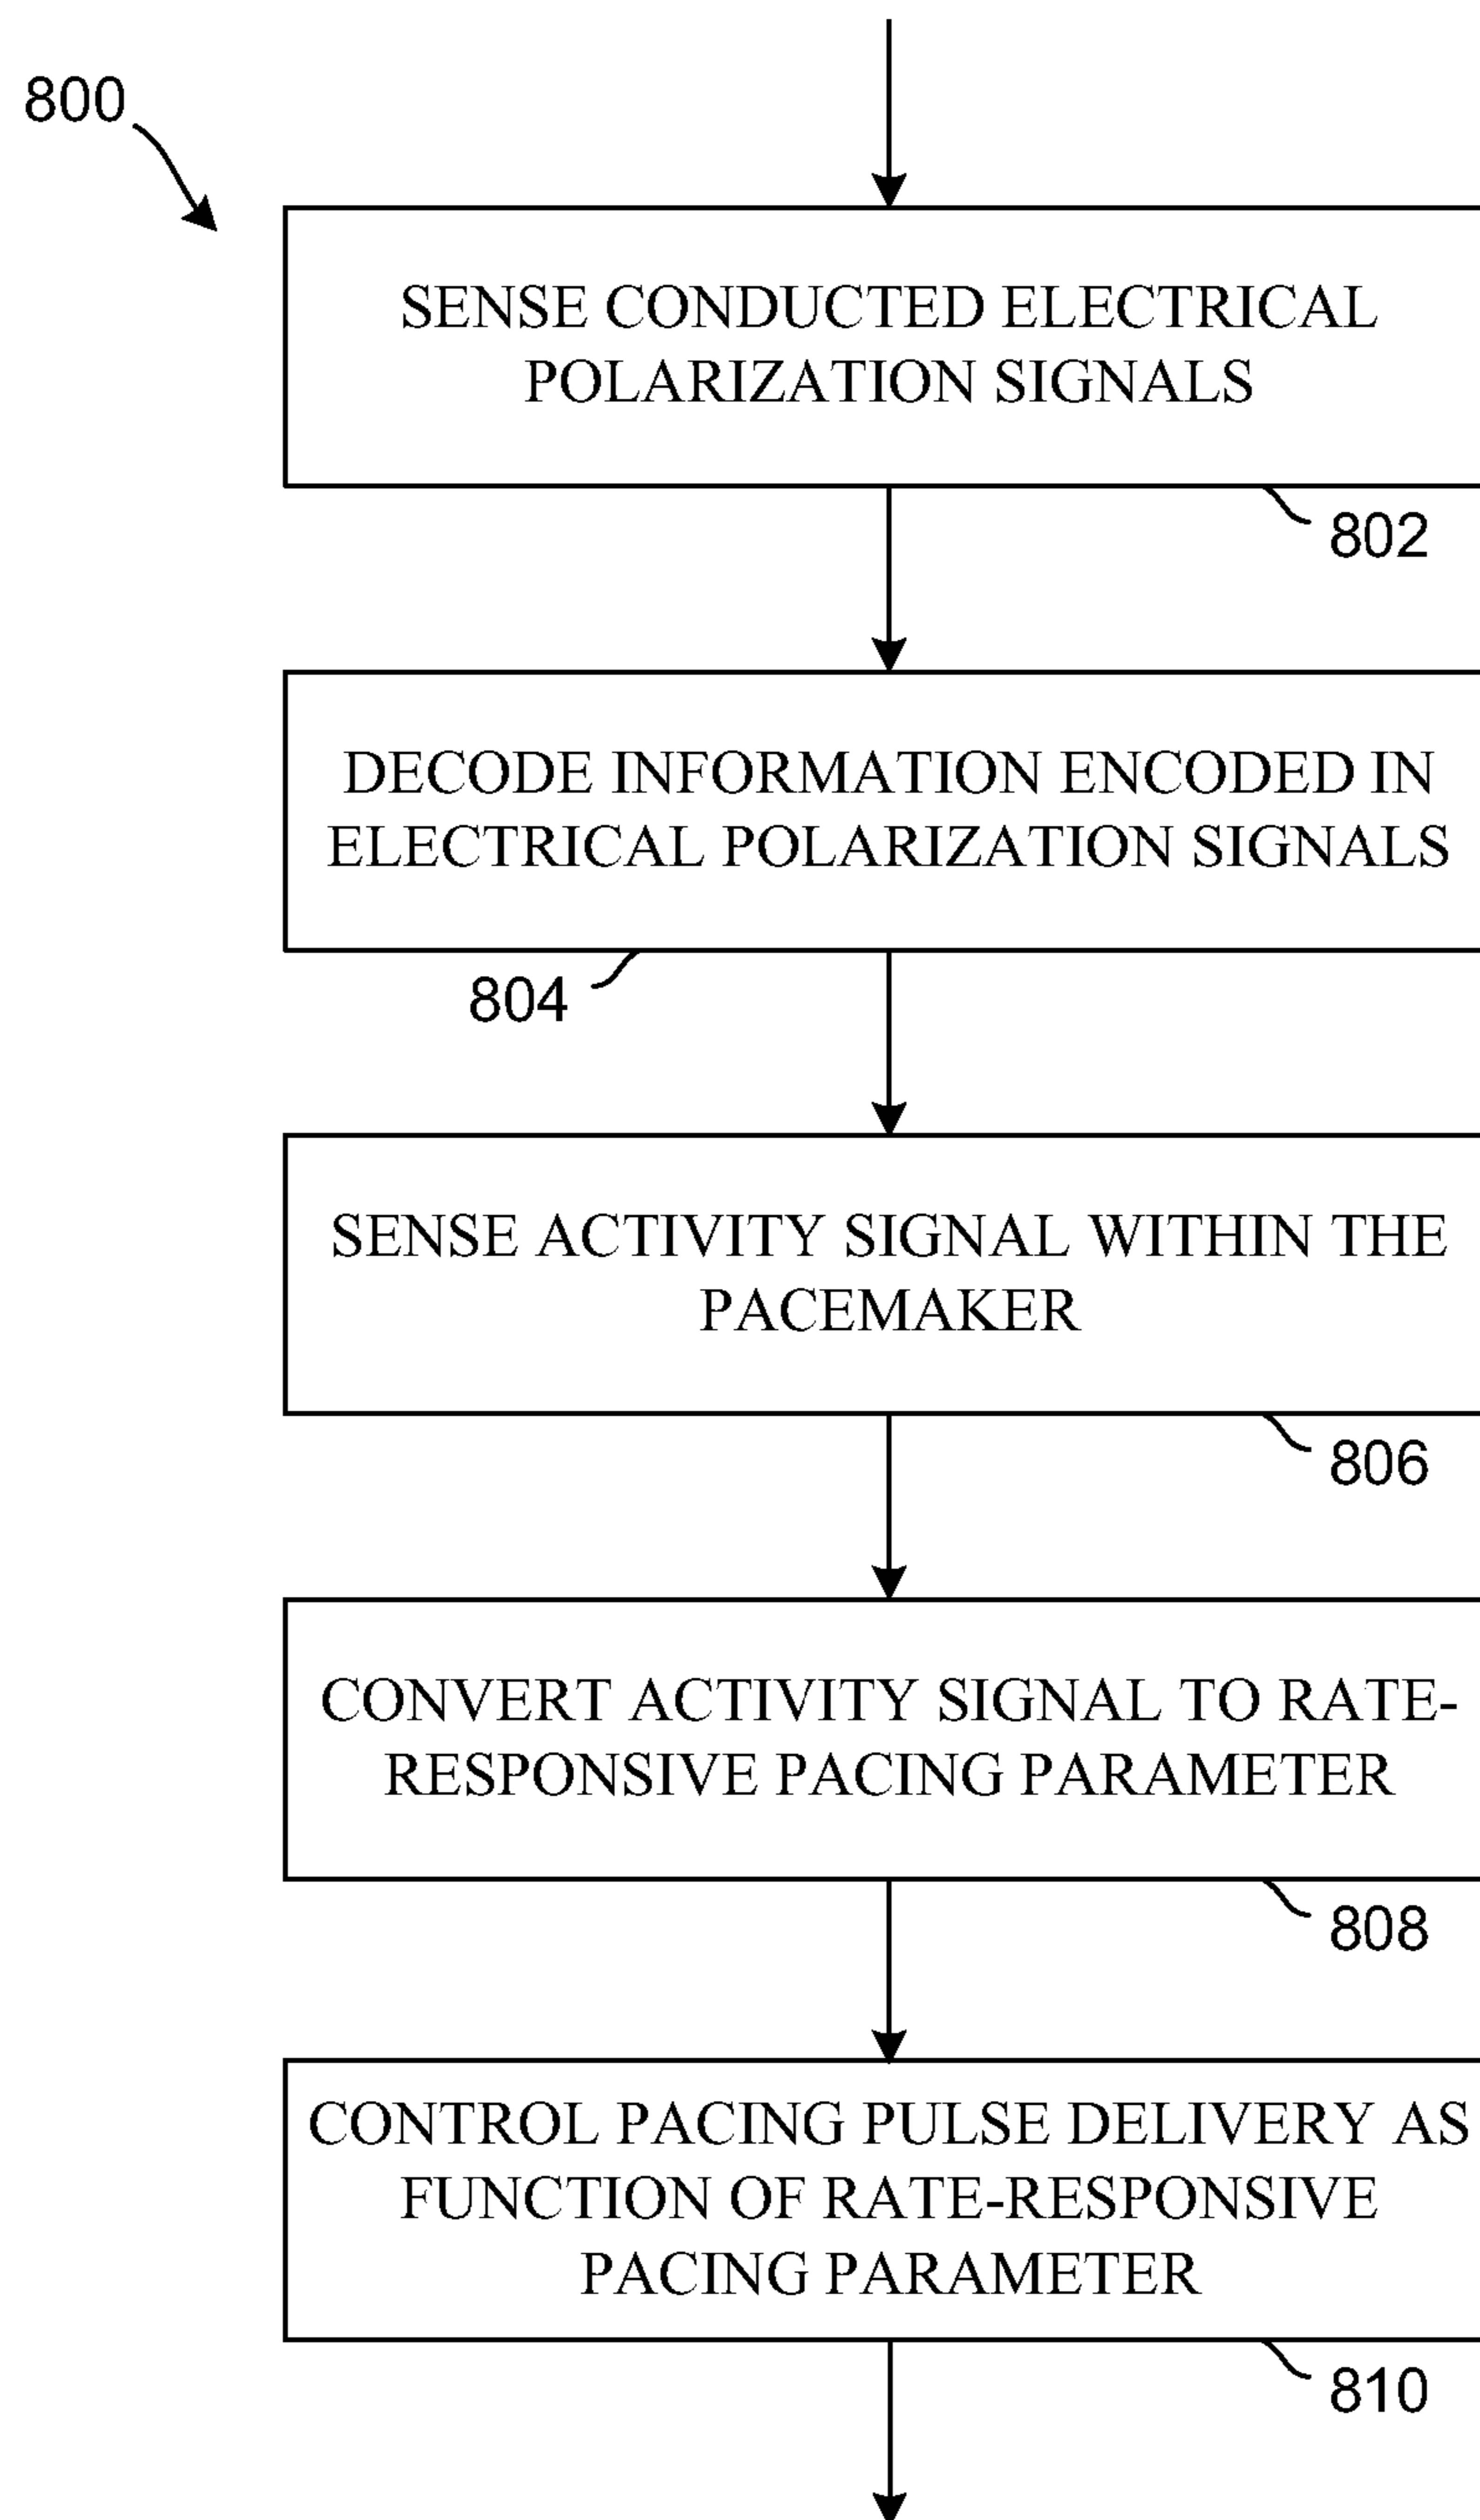 800
SENSE CONDUCTED ELECTRICAL
POLARIZATION SIGNALS
802
DECODE INFORMATION ENCODED IN
ELECTRICAL POLARIZATION SIGNALS
804
SENSE ACTIVITY SIGNAL WITHIN THE
PACEMAKER
806
CONVERT ACTIVITY SIGNAL TO RATE-
RESPONSIVE PACING PARAMETER
808
CONTROL PACING PULSE DELIVERY AS
FUNCTION OF RATE-RESPONSIVE
PACING PARAMETER
810